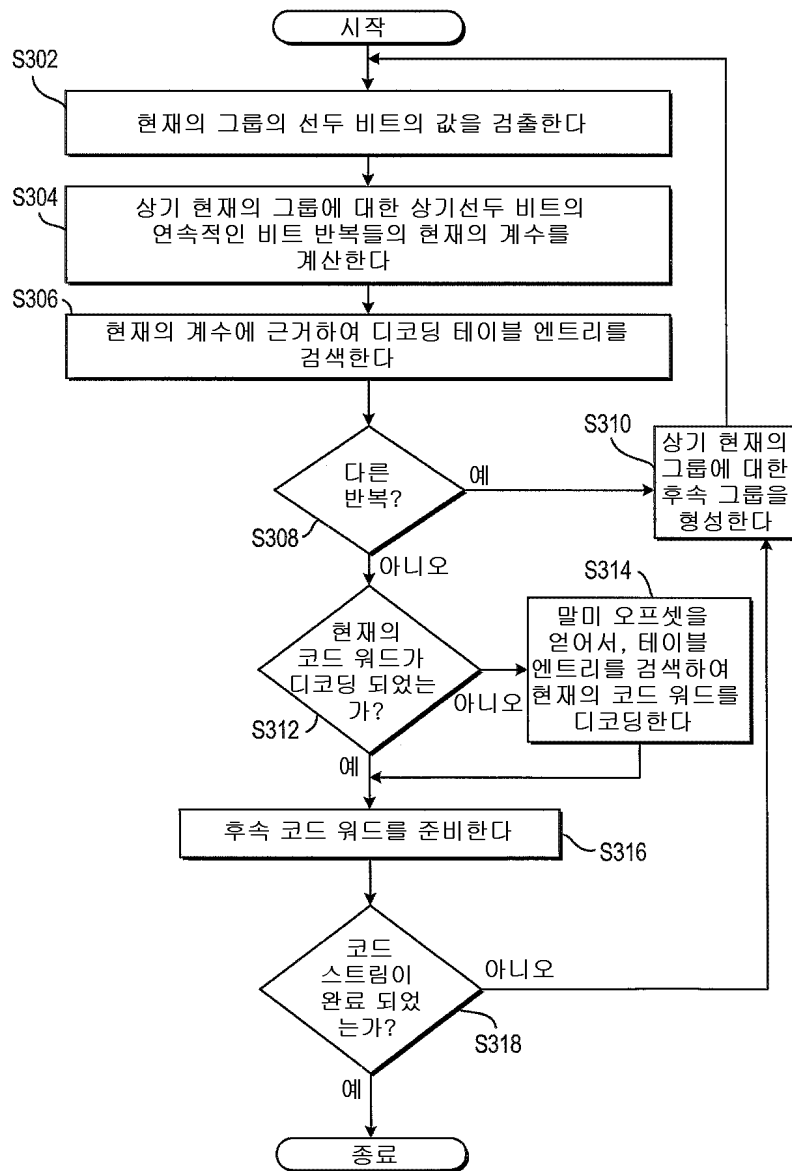 시작
S302
현재의 그룹의 선두 비트의 값을 검출한다
S304
상기 현재의 그룹에 대한 상기선두 비트의
연속적인 비트 반복들의 현재의 계수를
계산한다
S306
현재의 계수에 근거하여 디코딩 테이블 엔트리를
검색한다
다른
반복?
예
S308
아니오
S310
상기 현재의
그룹에 대한
후속 그룹을
형성한다
현재의
코드 워드가
디코딩 되었는
가?
아니오
S312
예
S314
말미 오프셋을
얻어서, 테이블
엔트리를 검색하여
현재의 코드 워드를
디코딩한다
후속 코드 워드를 준비한다
S316
코드
스트림이
완료 되었
는가?
아니오
S318
예
종료